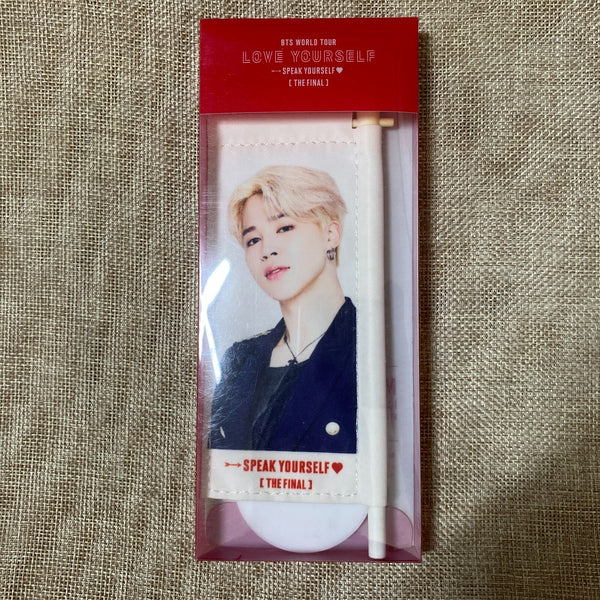 BTS WORLD TOUR
LOVE YOURSELF
SPEAK YOURSELF
[ THE FINAL ]
SPEAK YOURSELF
[ THE FINAL ]